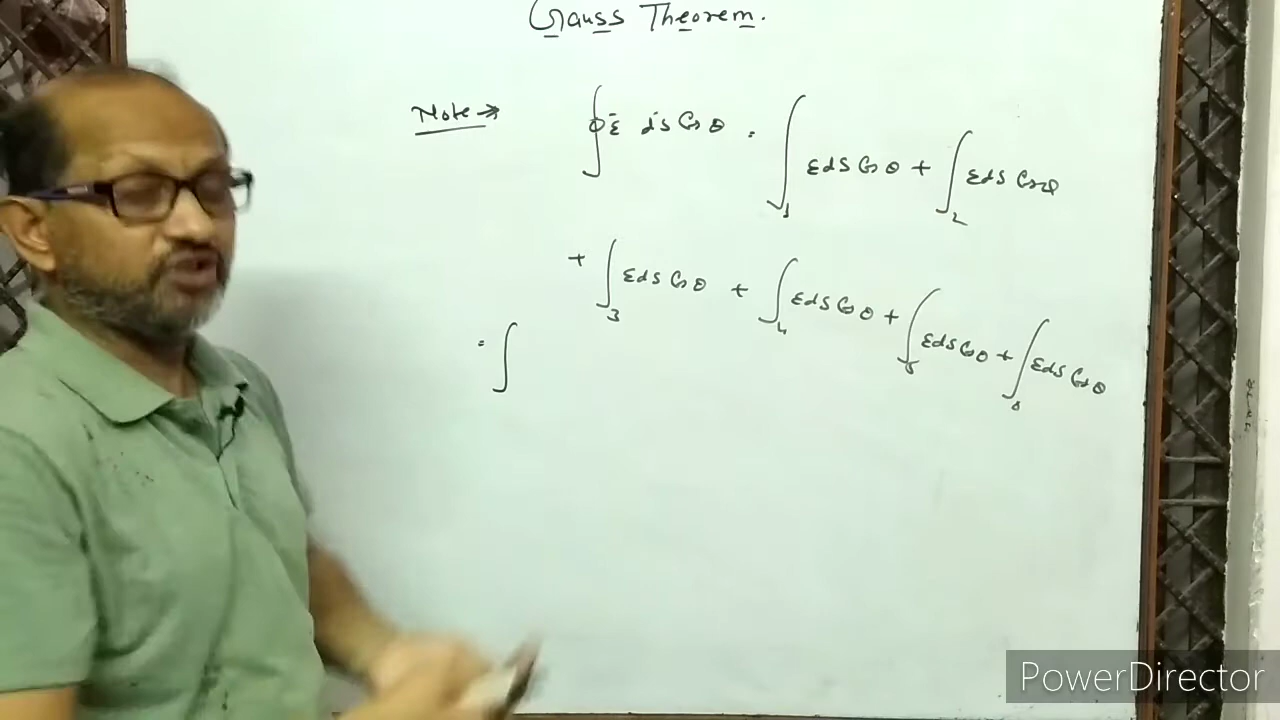 Gauss Theorem.
Note → ∮ E ds Cos θ = ∫₁ E ds Cos θ + ∫₂ E ds Cos θ
+ ∫₃ E ds Cos θ + ∫₄ E ds Cos θ + ∫₅ E ds Cos θ + ∫₆ E ds Cos θ
= ∫
PowerDirector